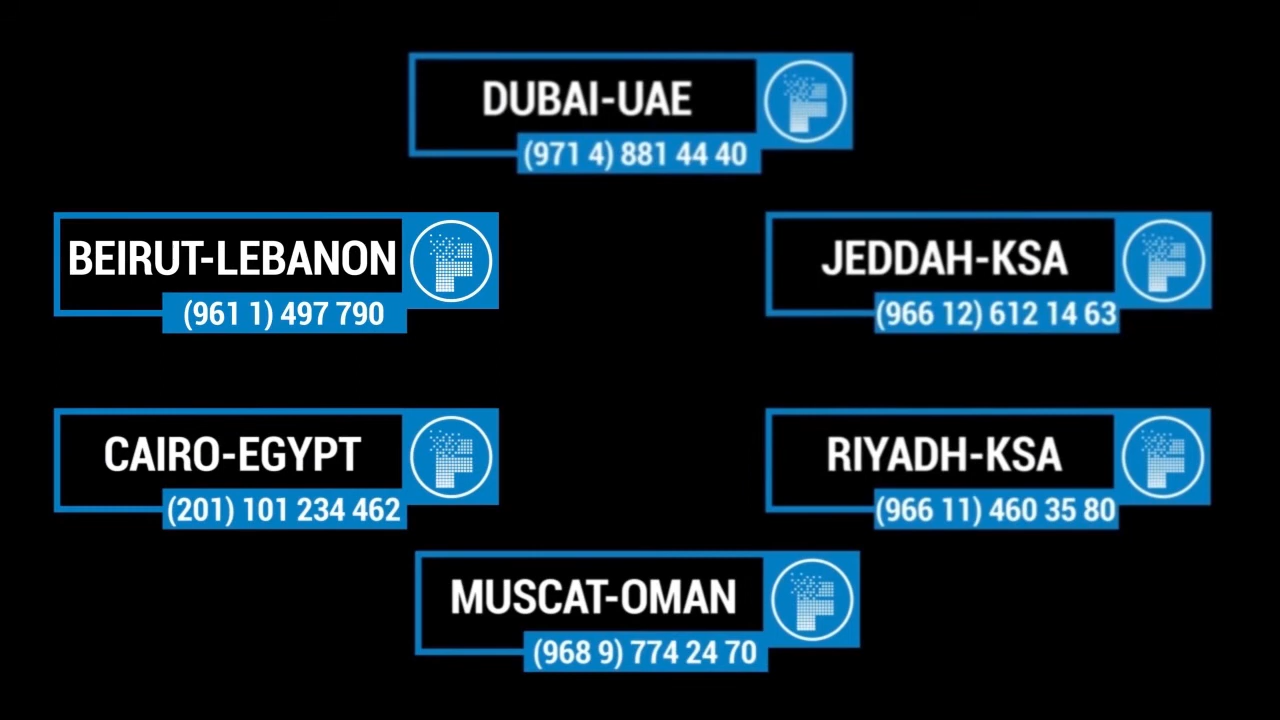 DUBAI-UAE
(971 4) 881 44 40
BEIRUT-LEBANON
(961 1) 497 790
JEDDAH-KSA
(966 12) 612 14 63
CAIRO-EGYPT
(201) 101 234 462
RIYADH-KSA
(966 11) 460 35 80
MUSCAT-OMAN
(968 9) 774 24 70